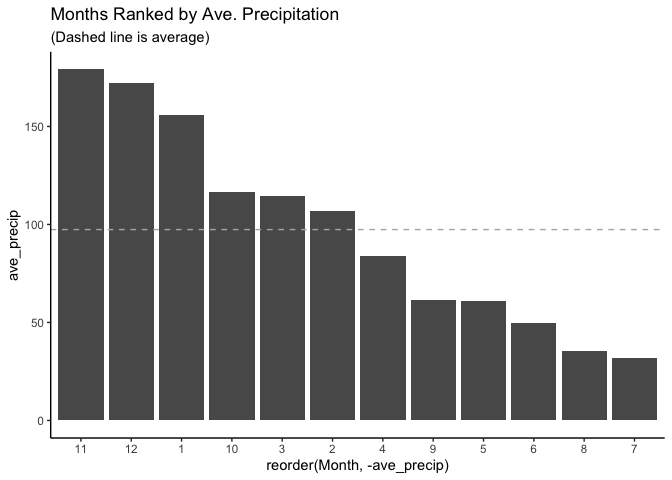 Months Ranked by Ave. Precipitation
(Dashed line is average)
ave_precip
150
100
50
0
11 12 1 10 3 2 4 9 5 6 8 7
reorder(Month, -ave_precip)